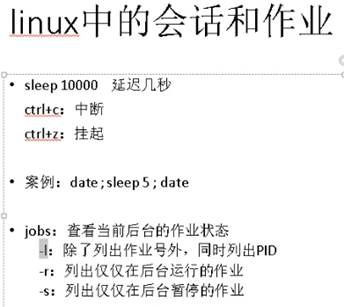 linux中的会话和作业
• sleep 10000 延迟几秒
ctrl+c：中断
ctrl+z：挂起
• 案例：date ; sleep 5 ; date
• jobs：查看当前后台的作业状态
-l：除了列出作业号外，同时列出PID
-r：列出仅仅在后台运行的作业
-s：列出仅仅在后台暂停的作业